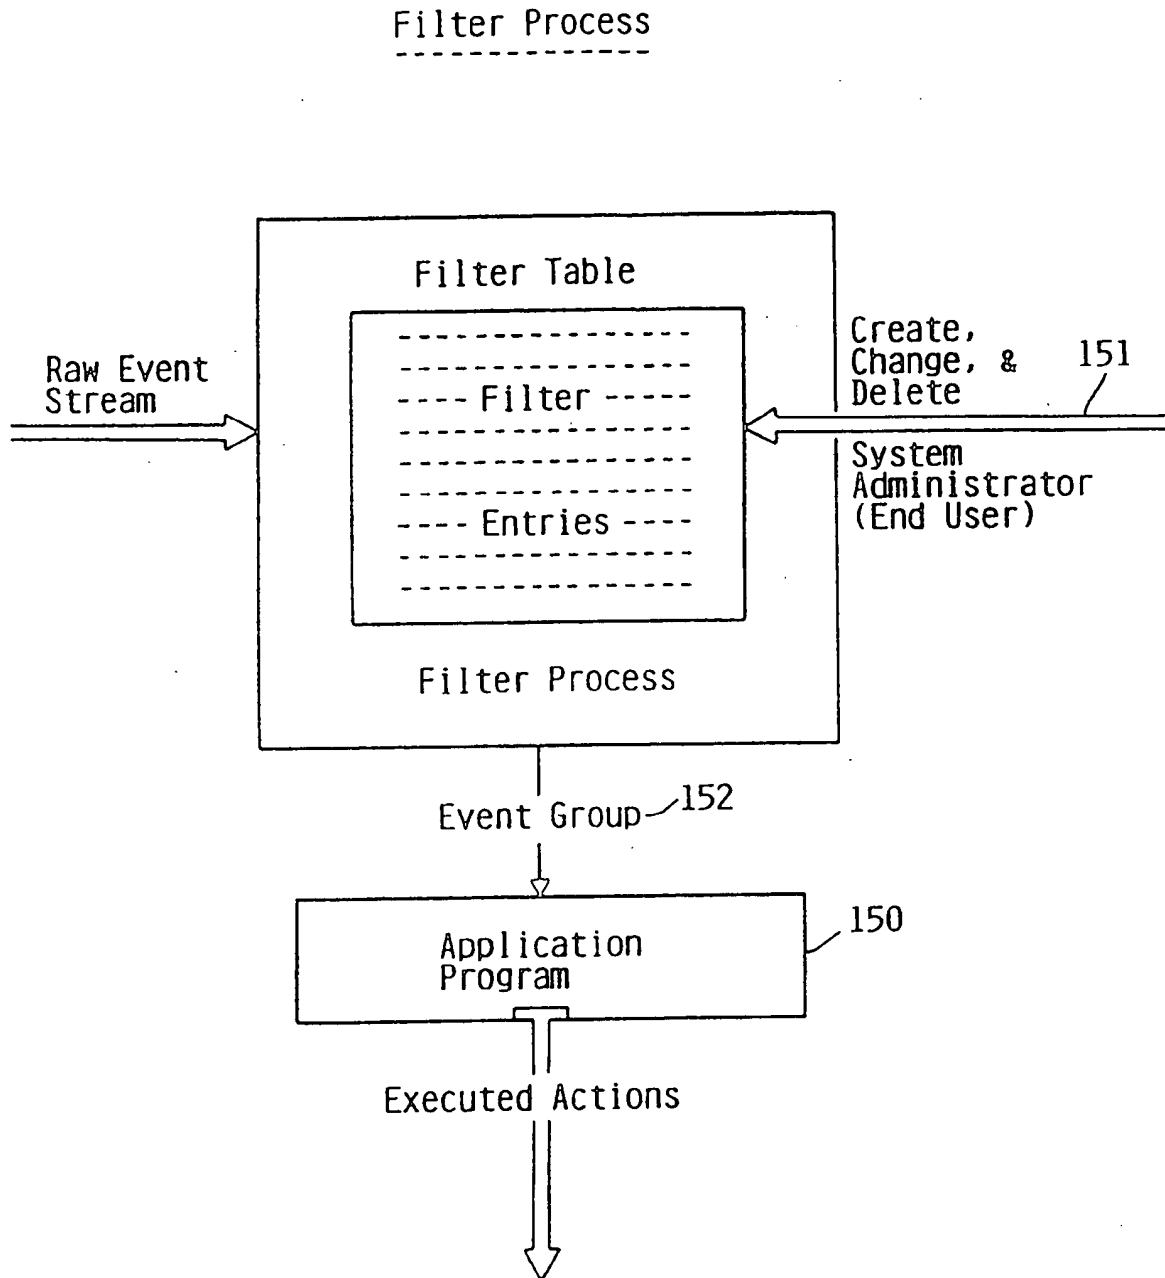 Filter Process
Filter Table
Filter
Entries
Filter Process
Raw Event
Stream
Create,
Change, &
Delete
151
System
Administrator
(End User)
Event Group
152
Application
Program
150
Executed Actions